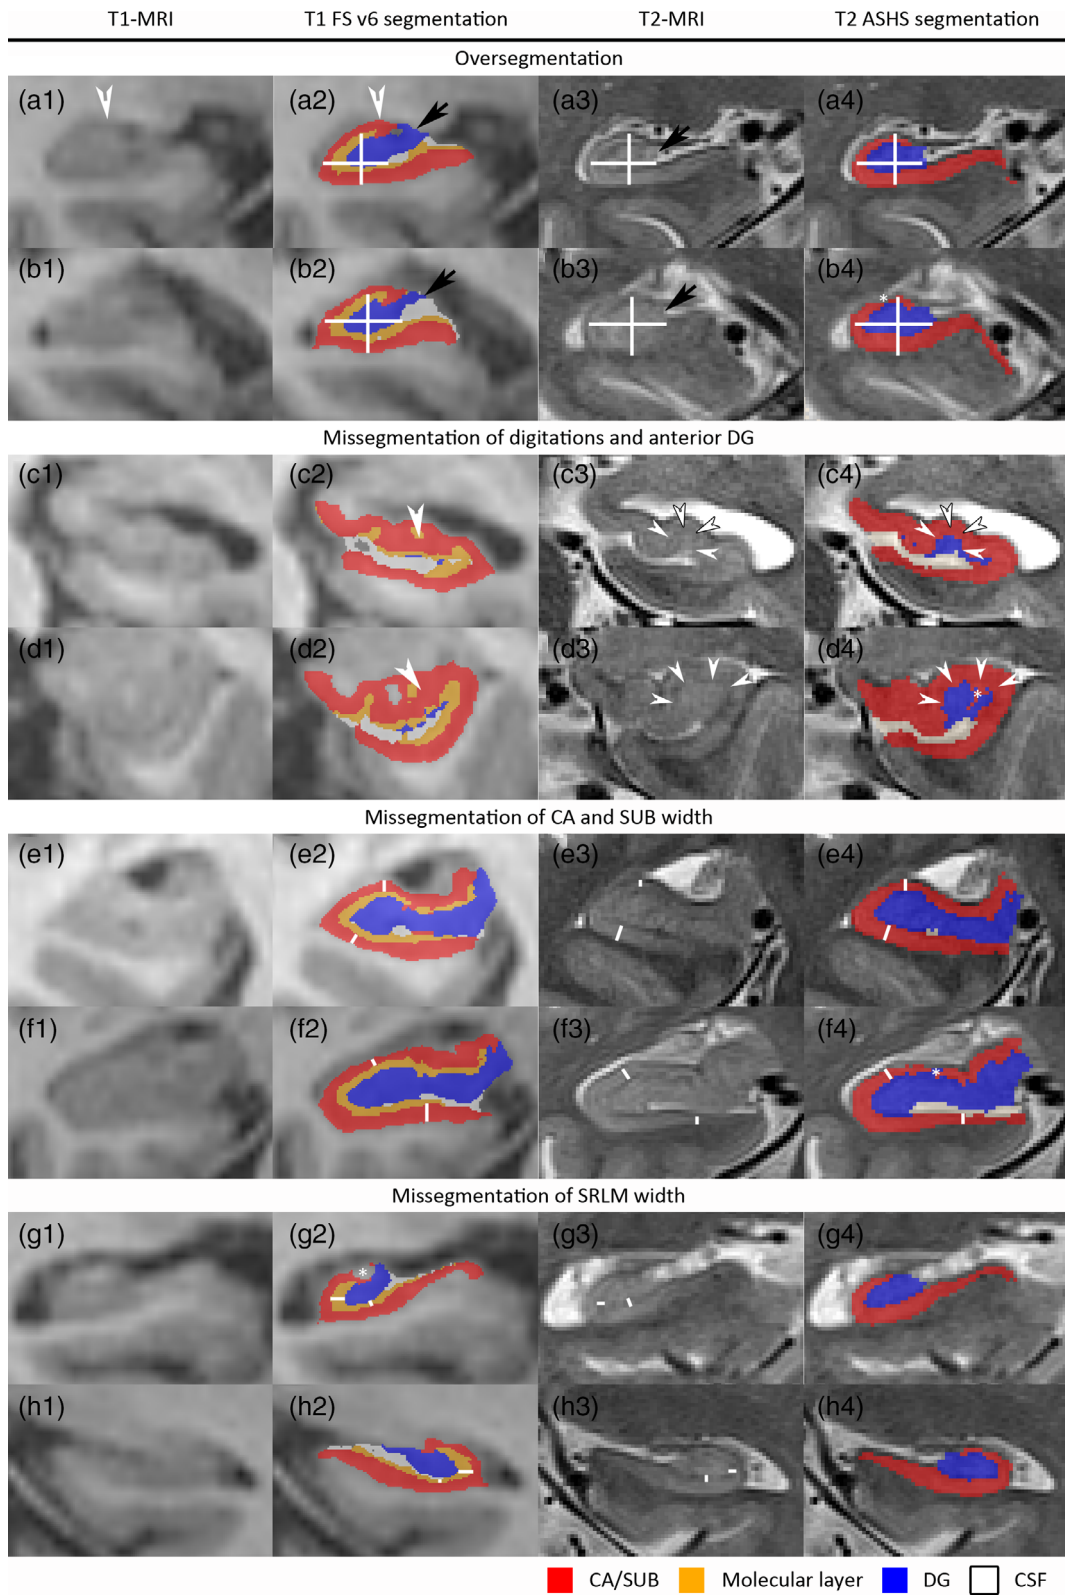 T1-MRI T1 FS v6 segmentation T2-MRI T2 ASHS segmentation
Oversegmentation
(a1) (a2) (a3) (a4)
(b1) (b2) (b3) (b4)
*
Missegmentation of digitations and anterior DG
(c1) (c2) (c3) (c4)
(d1) (d2) (d3) (d4)
*
Missegmentation of CA and SUB width
(e1) (e2) (e3) (e4)
(f1) (f2) (f3) (f4)
*
Missegmentation of SRLM width
(g1) (g2) (g3) (g4)
*
(h1) (h2) (h3) (h4)
CA/SUB Molecular layer DG CSF